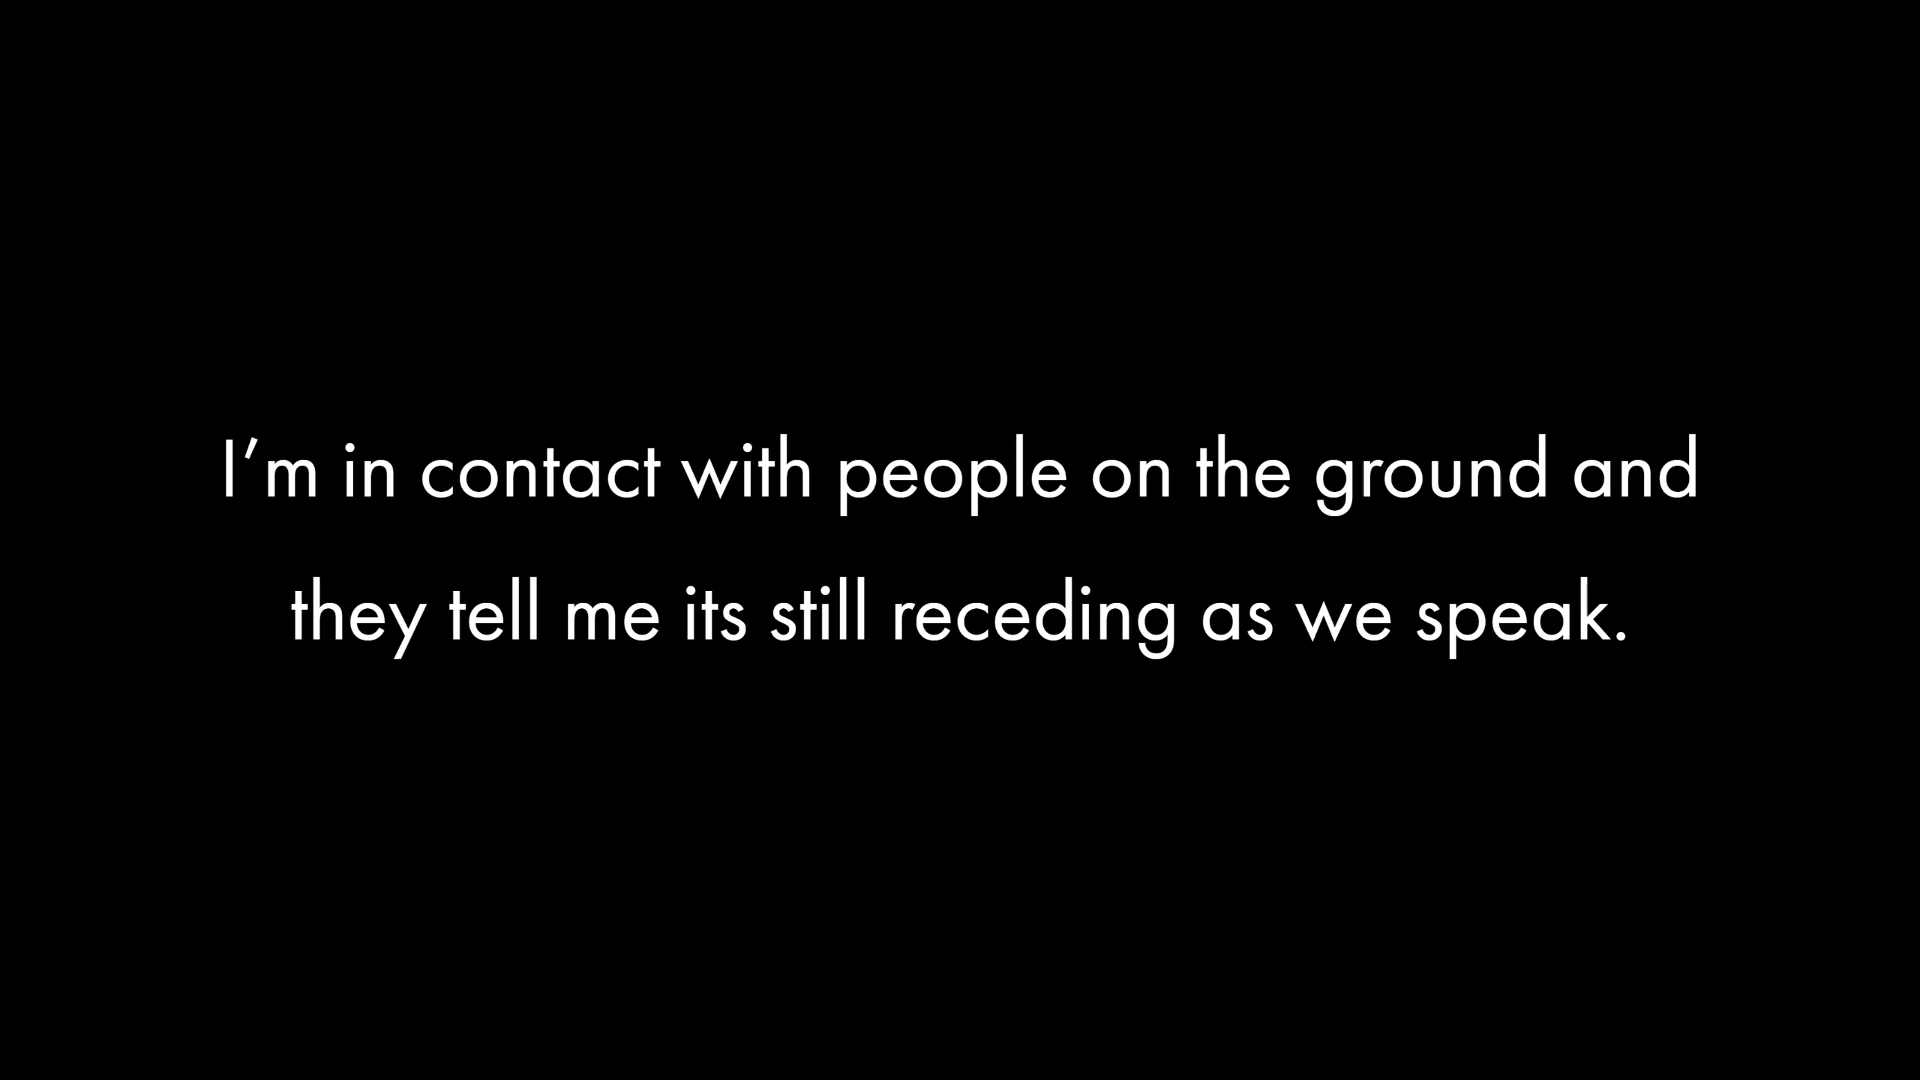 I’m in contact with people on the ground and
they tell me its still receding as we speak.